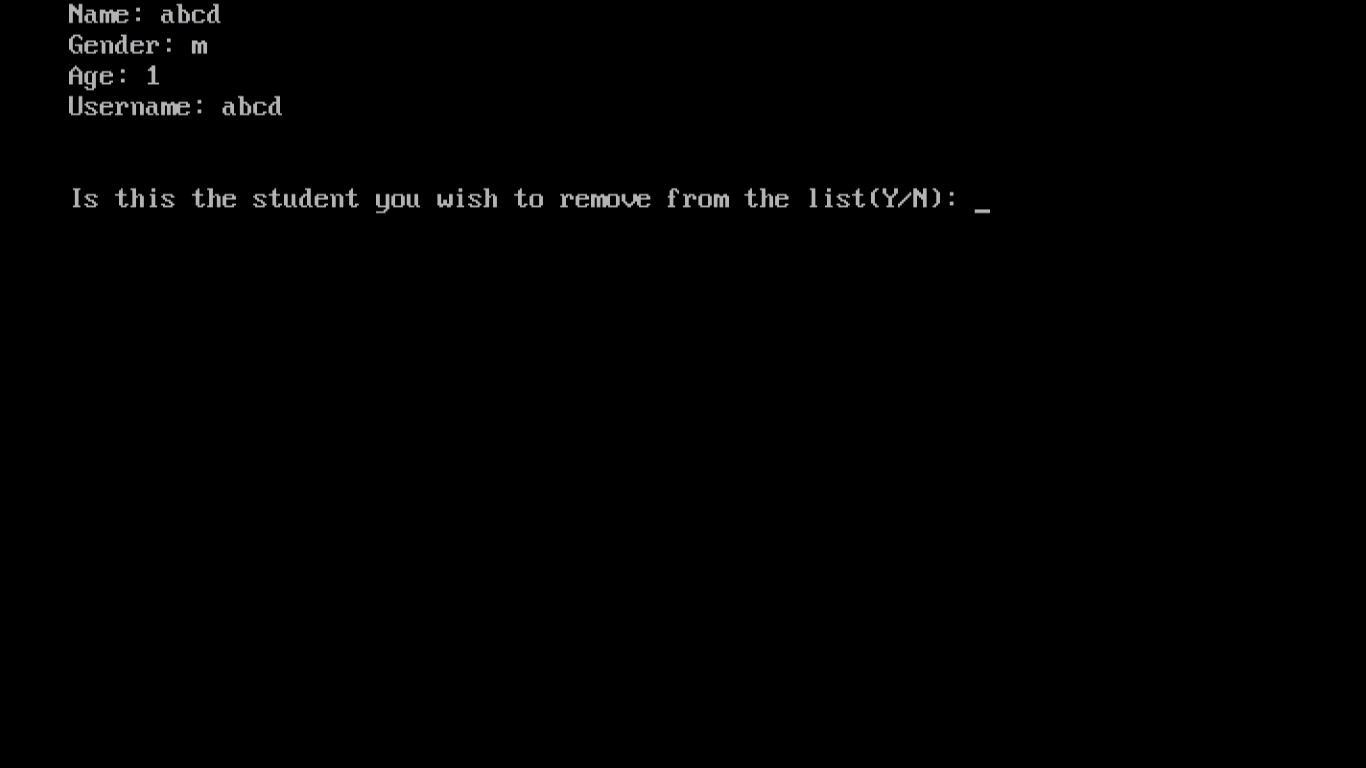 Name: abcd
Gender: m
Age: 1
Username: abcd
Is this the student you wish to remove from the list(Y/N): _